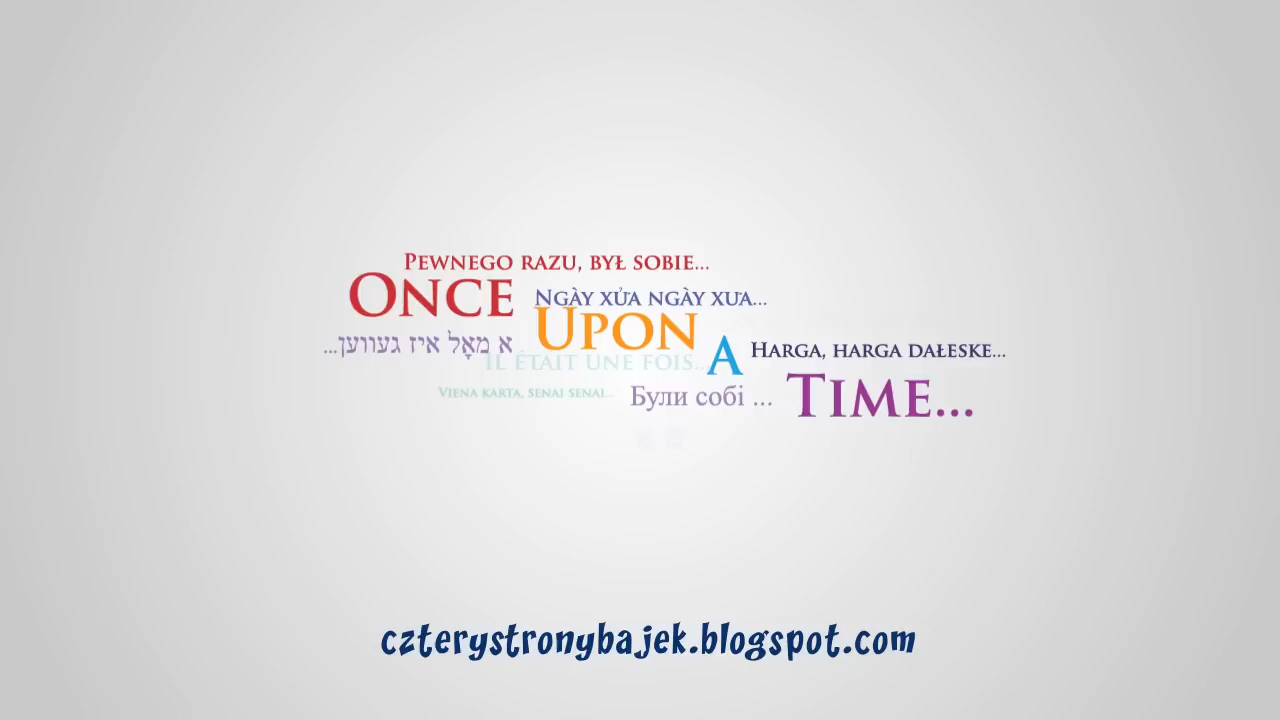 Pewnego razu, był sobie...
Once
Ngày xửa ngày xưa...
Upon
א מאָל איז געווען...
A
Harga, harga dałeske...
Il était une fois...
Time...
Viena karta, senai senai...
Були собі ...
czterystronybajek.blogspot.com